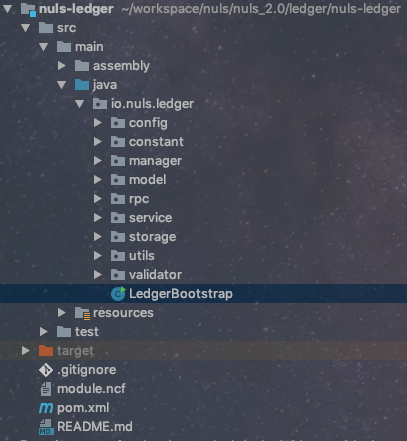 nuls-ledger ~/workspace/nuls/nuls_2.0/ledger/nuls-ledger
src
main
assembly
java
io.nuls.ledger
config
constant
manager
model
rpc
service
storage
utils
validator
LedgerBootstrap
resources
test
target
.gitignore
module.ncf
pom.xml
README.md